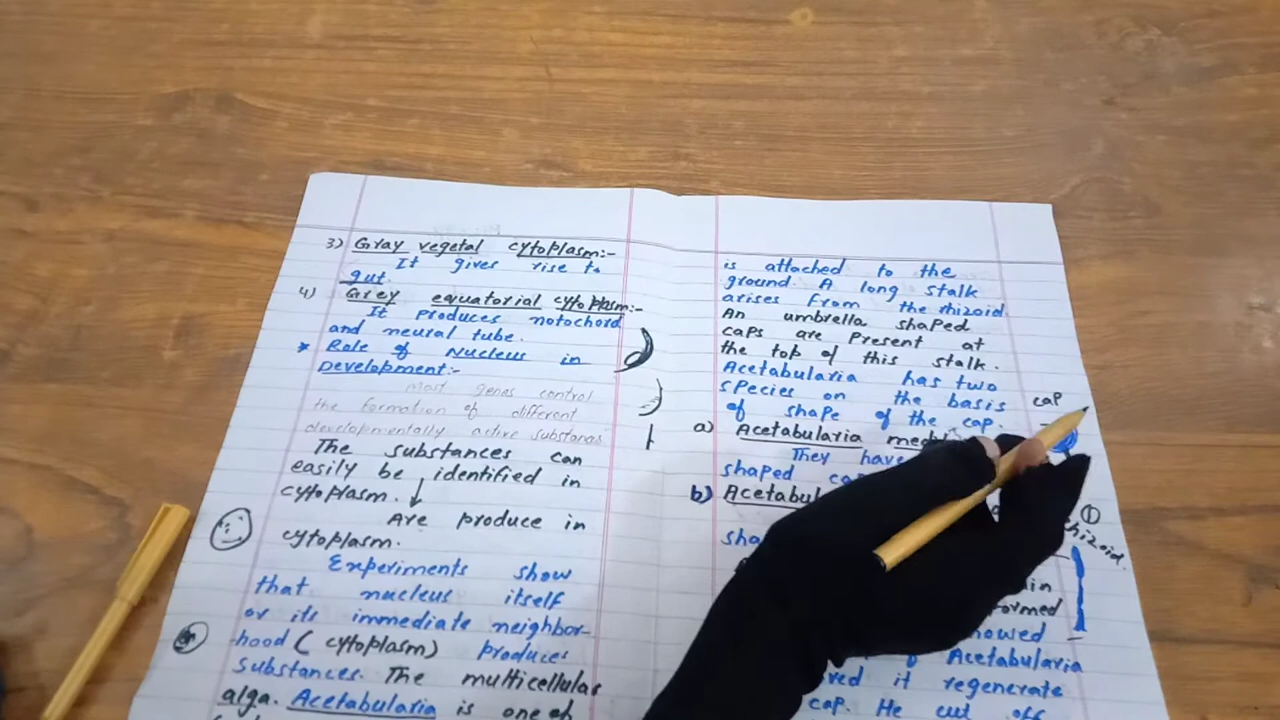 3) Gray vegetal cytoplasm:-
It gives rise to
gut.
4) Grey equatorial cytoplasm:-
It produces notochord
and neural tube.
* Role of Nucleus in
Development:-
Most genes control
the formation of different
developmentally active substances
The substances can
easily be identified in
cytoplasm. ↓
Are produce in
cytoplasm.
Experiments show
that nucleus itself
or its immediate neighbor-
hood ( cytoplasm) produces
substances. The multicellular
alga. Acetabularia is one of
is attached to the
ground. A long stalk
arises from the rhizoid.
An umbrella shaped
caps are present at
the top of this stalk.
Acetabularia has two
species on the basis
of shape of the cap.
a) Acetabularia
They have
shaped
b)
cap
①
rhizoid.
in
Acetabularia
it regenerate
cap. He cut off